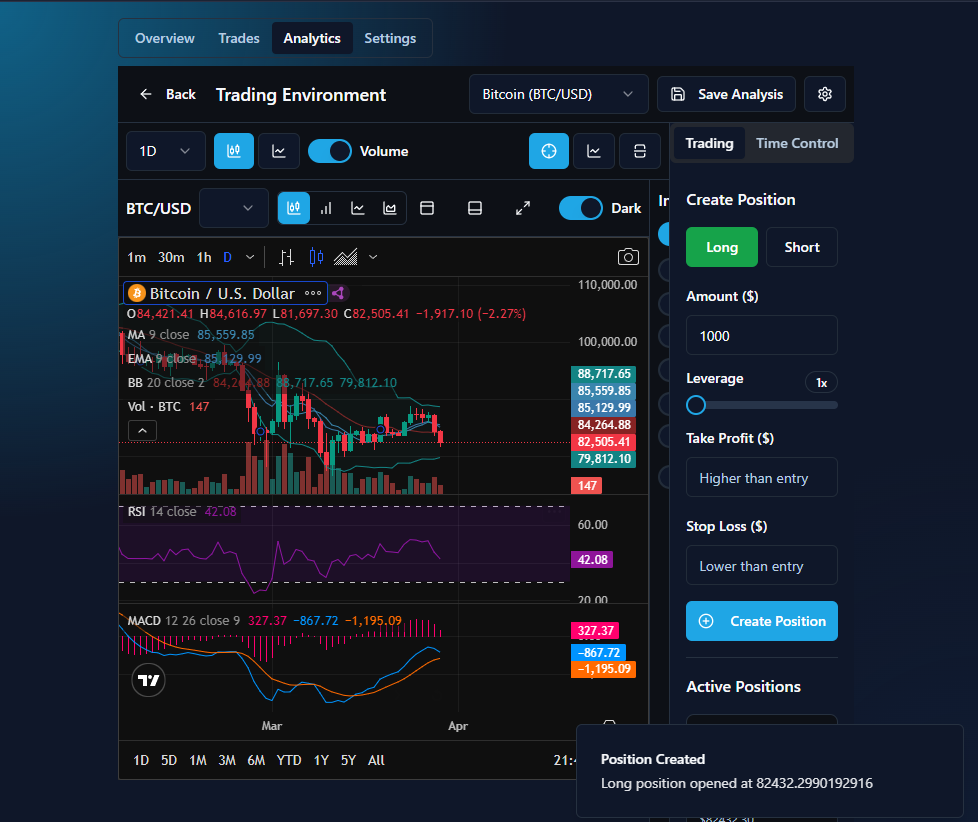 Overview Trades Analytics Settings
Back Trading Environment Bitcoin (BTC/USD) Save Analysis
1D Volume
Trading Time Control
BTC/USD Dark
1m 30m 1h D
Bitcoin / U.S. Dollar
O84,421.41 H84,616.97 L81,697.30 C82,505.41 −1,917.10 (−2.27%)
MA 9 close 85,559.85
EMA 9 close 85,129.99
BB 20 close 2 84,264.88 88,717.65 79,812.10
Vol · BTC 147
110,000.00
100,000.00
88,717.65
85,559.85
85,129.99
84,264.88
82,505.41
79,812.10
147
RSI 14 close 42.08
60.00
42.08
20.00
MACD 12 26 close 9 327.37 −867.72 −1,195.09
327.37
−867.72
−1,195.09
Mar Apr
1D 5D 1M 3M 6M YTD 1Y 5Y All
Create Position
Long Short
Amount ($)
1000
Leverage 1x
Take Profit ($)
Higher than entry
Stop Loss ($)
Lower than entry
Create Position
Active Positions
Position Created
Long position opened at 82432.2990192916
$82432.30